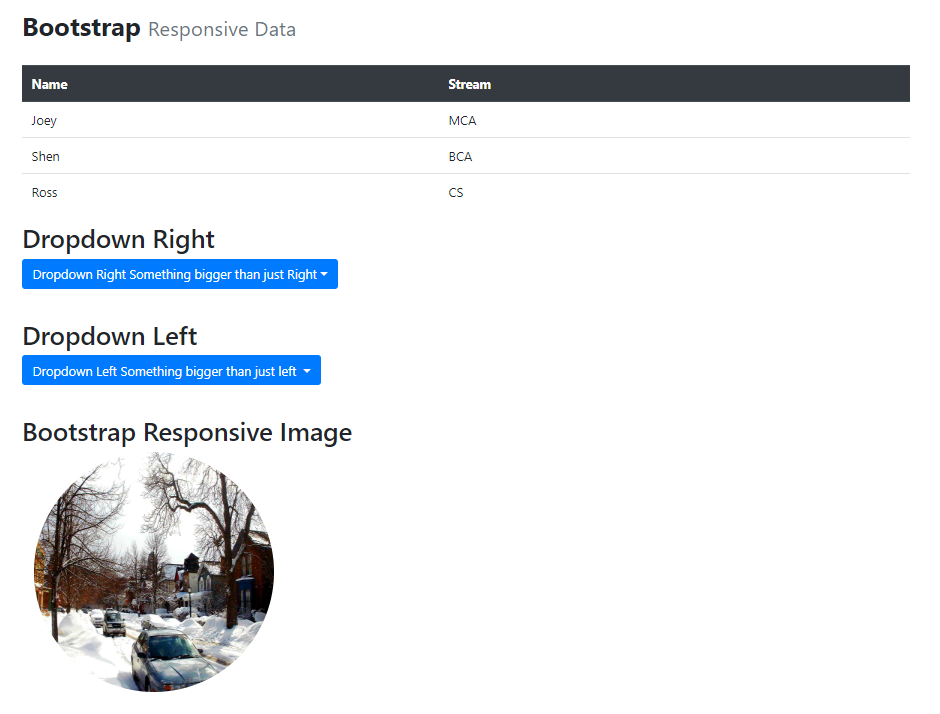 Bootstrap Responsive Data
Name Stream
Joey MCA
Shen BCA
Ross CS
Dropdown Right
Dropdown Right Something bigger than just Right
Dropdown Left
Dropdown Left Something bigger than just left
Bootstrap Responsive Image